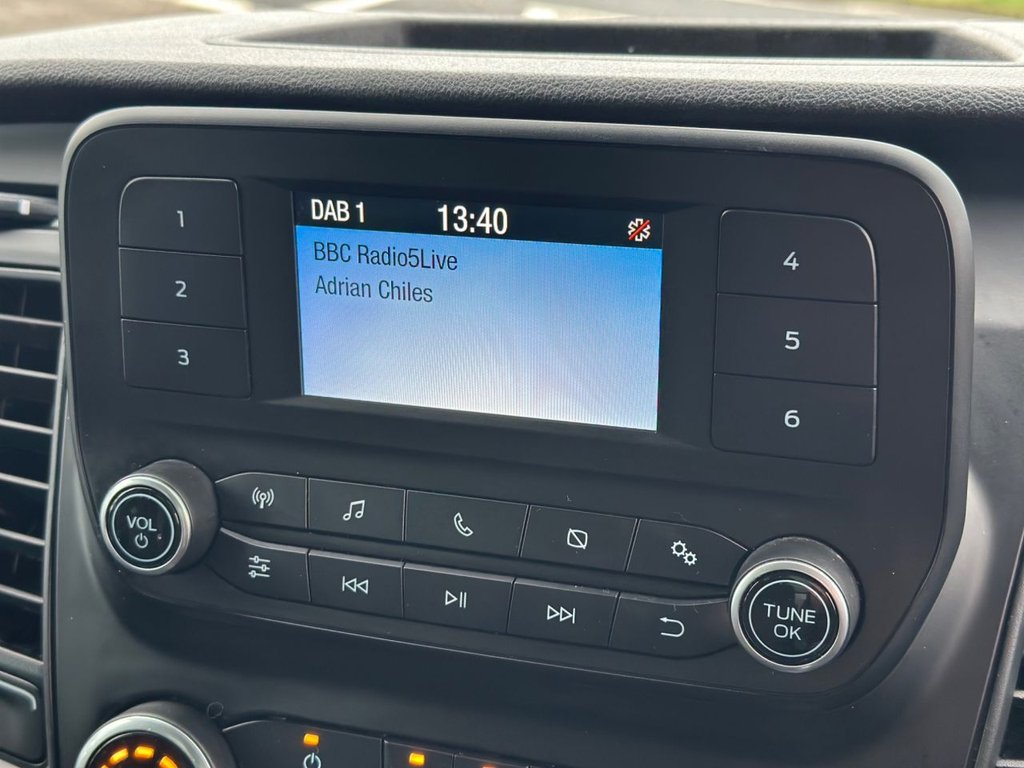 DAB 1 13:40
BBC Radio5Live
Adrian Chiles
1
2
3
4
5
6
VOL
TUNE
OK